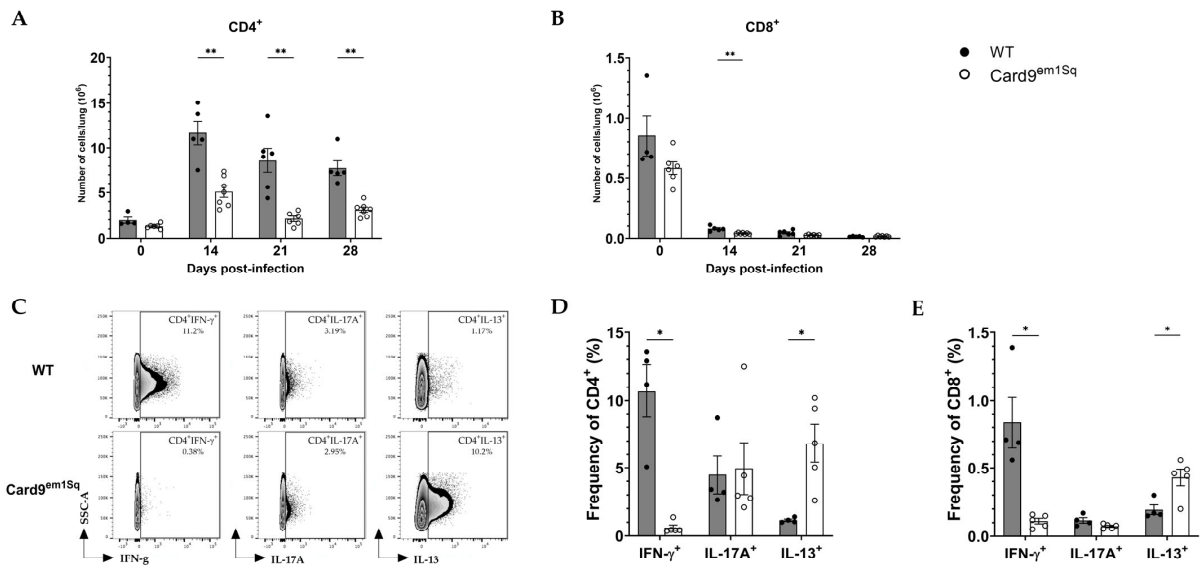 A
CD4⁺
Number of cells/lung (10⁶)
20
15
10
5
0
** ** **
0 14 21 28
Days post-infection
B
CD8⁺
Number of cells/lung (10⁶)
1.5
1.0
0.5
0.0
**
0 14 21 28
Days post-infection
WT
Card9ᵉᵐ¹ˢq
C
WT
CD4⁺IFN-γ⁺
11.2%
CD4⁺IL-17A⁺
3.19%
CD4⁺IL-13⁺
1.17%
Card9ᵉᵐ¹ˢq
CD4⁺IFN-γ⁺
0.38%
CD4⁺IL-17A⁺
2.95%
CD4⁺IL-13⁺
10.2%
SSC-A
IFN-g
IL-17A
IL-13
D
Frequency of CD4⁺ (%)
15
10
5
0
* *
IFN-γ⁺ IL-17A⁺ IL-13⁺
E
Frequency of CD8⁺ (%)
1.5
1.0
0.5
0.0
* *
IFN-γ⁺ IL-17A⁺ IL-13⁺